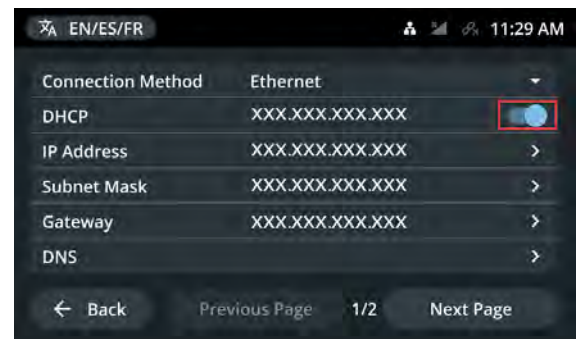 EN/ES/FR 11:29 AM
Connection Method Ethernet
DHCP XXX.XXX.XXX.XXX
IP Address XXX.XXX.XXX.XXX
Subnet Mask XXX.XXX.XXX.XXX
Gateway XXX.XXX.XXX.XXX
DNS
Back Previous Page 1/2 Next Page